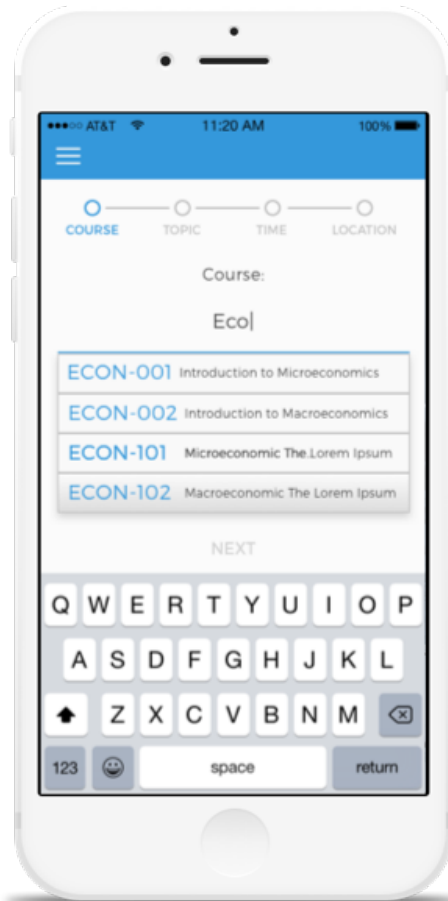 AT&T 11:20 AM 100%
COURSE TOPIC TIME LOCATION
Course:
Eco
ECON-001 Introduction to Microeconomics
ECON-002 Introduction to Macroeconomics
ECON-101 Microeconomic The.Lorem Ipsum
ECON-102 Macroeconomic The Lorem Ipsum
NEXT
Q W E R T Y U I O P
A S D F G H J K L
Z X C V B N M
123 space return